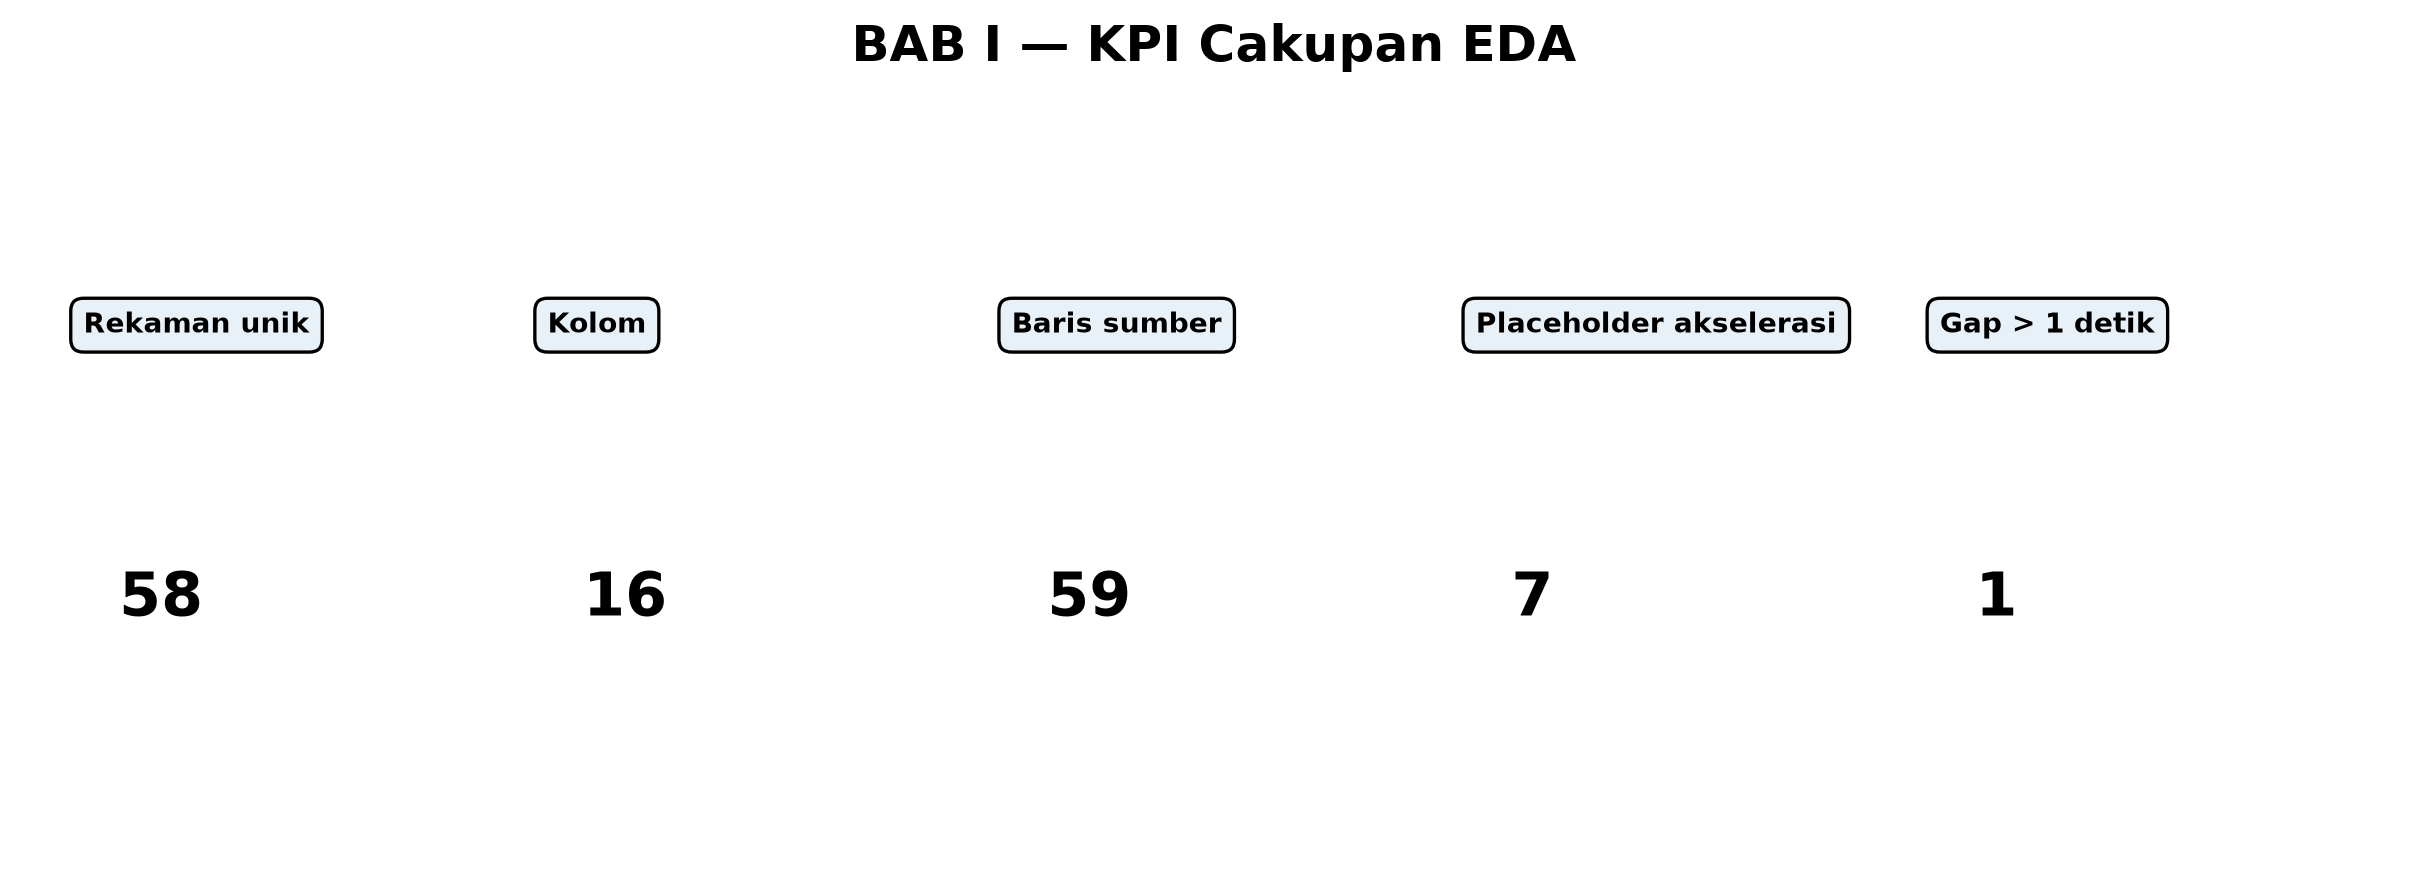 BAB I — KPI Cakupan EDA
Rekaman unik
Kolom
Baris sumber
Placeholder akselerasi
Gap > 1 detik
58
16
59
7
1